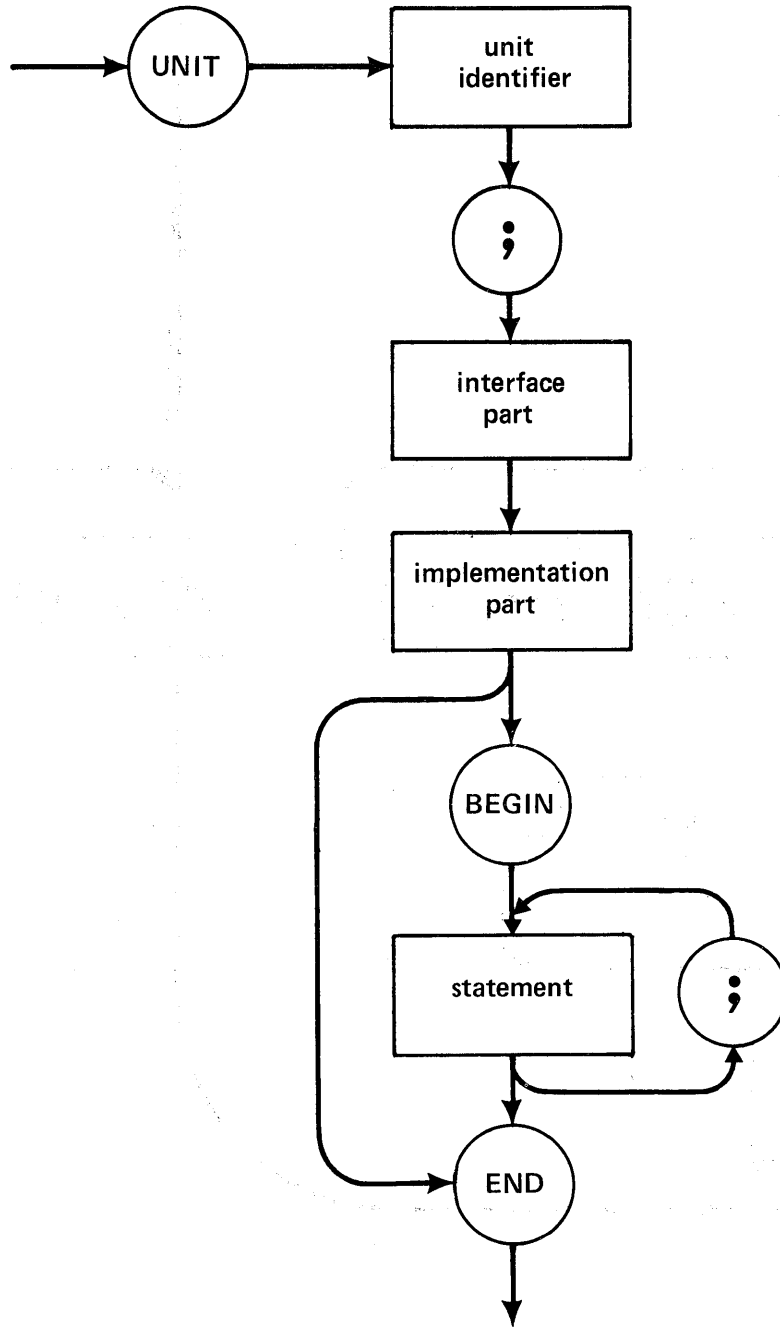 UNIT
unit
identifier
;
interface
part
implementation
part
BEGIN
statement
;
END